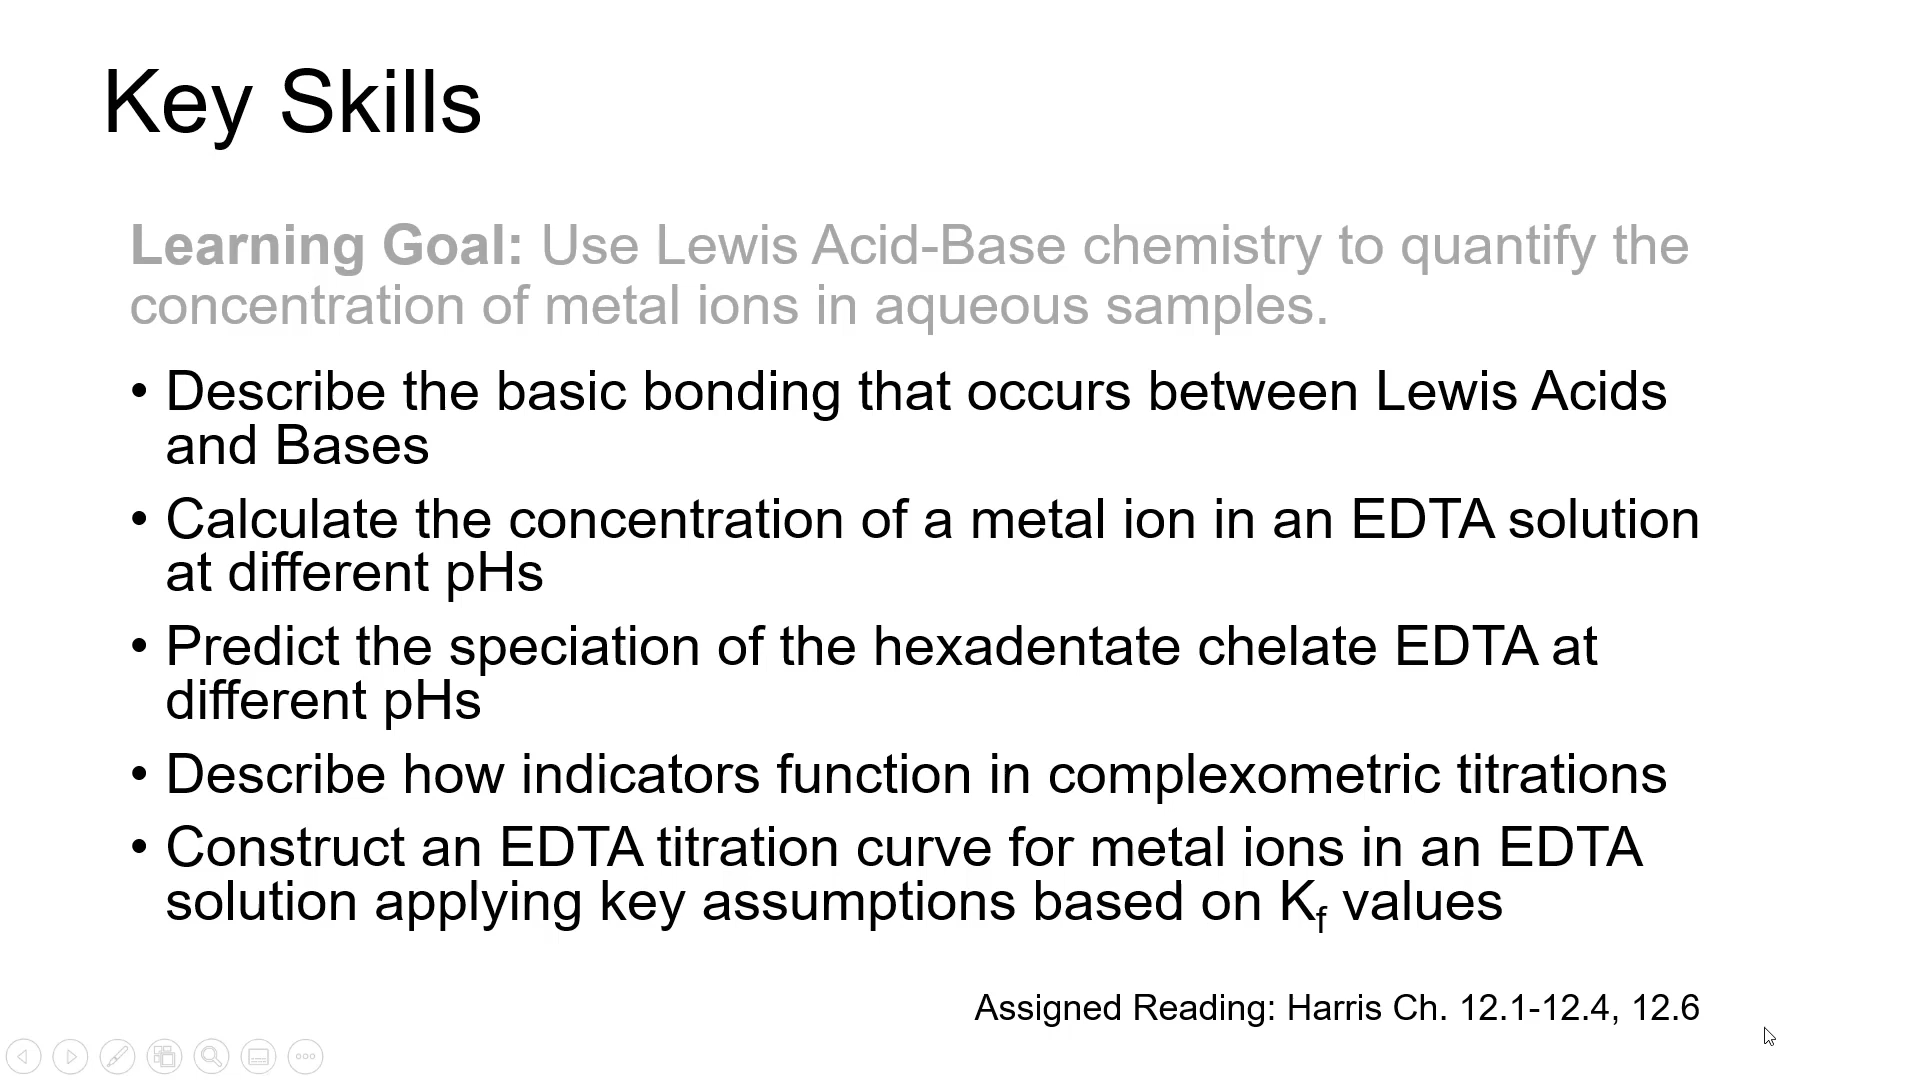 Key Skills
Learning Goal: Use Lewis Acid-Base chemistry to quantify the
concentration of metal ions in aqueous samples.
• Describe the basic bonding that occurs between Lewis Acids
and Bases
• Calculate the concentration of a metal ion in an EDTA solution
at different pHs
• Predict the speciation of the hexadentate chelate EDTA at
different pHs
• Describe how indicators function in complexometric titrations
• Construct an EDTA titration curve for metal ions in an EDTA
solution applying key assumptions based on Kf values
Assigned Reading: Harris Ch. 12.1-12.4, 12.6